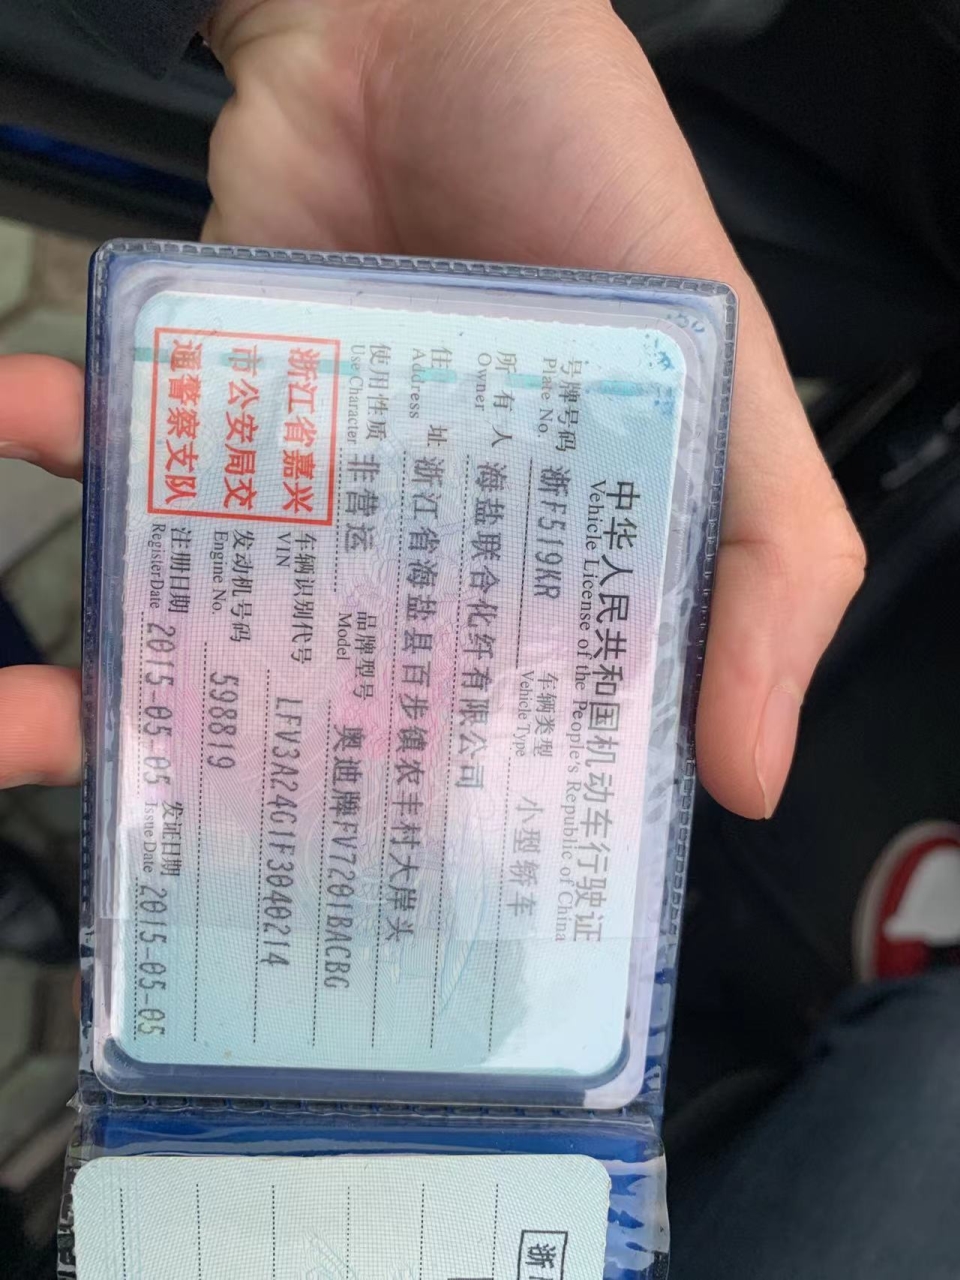 中华人民共和国机动车行驶证
Vehicle License of the People's Republic of China
号牌号码 浙F519KR 车辆类型 小型轿车
Plate No. Vehicle Type
所有人 海盐联合化纤有限公司
Owner
住址 浙江省海盐县百步镇农丰村大岸头
Address
使用性质 非营运 品牌型号 奥迪牌FV7201BACBG
Use Character Model
浙江省嘉兴
市公安局交
通警察支队
车辆识别代号 LFV3A24G1F3040214
VIN
发动机号码 598819
Engine No.
注册日期 2015-05-05 发证日期 2015-05-05
Register Date Issue Date
浙